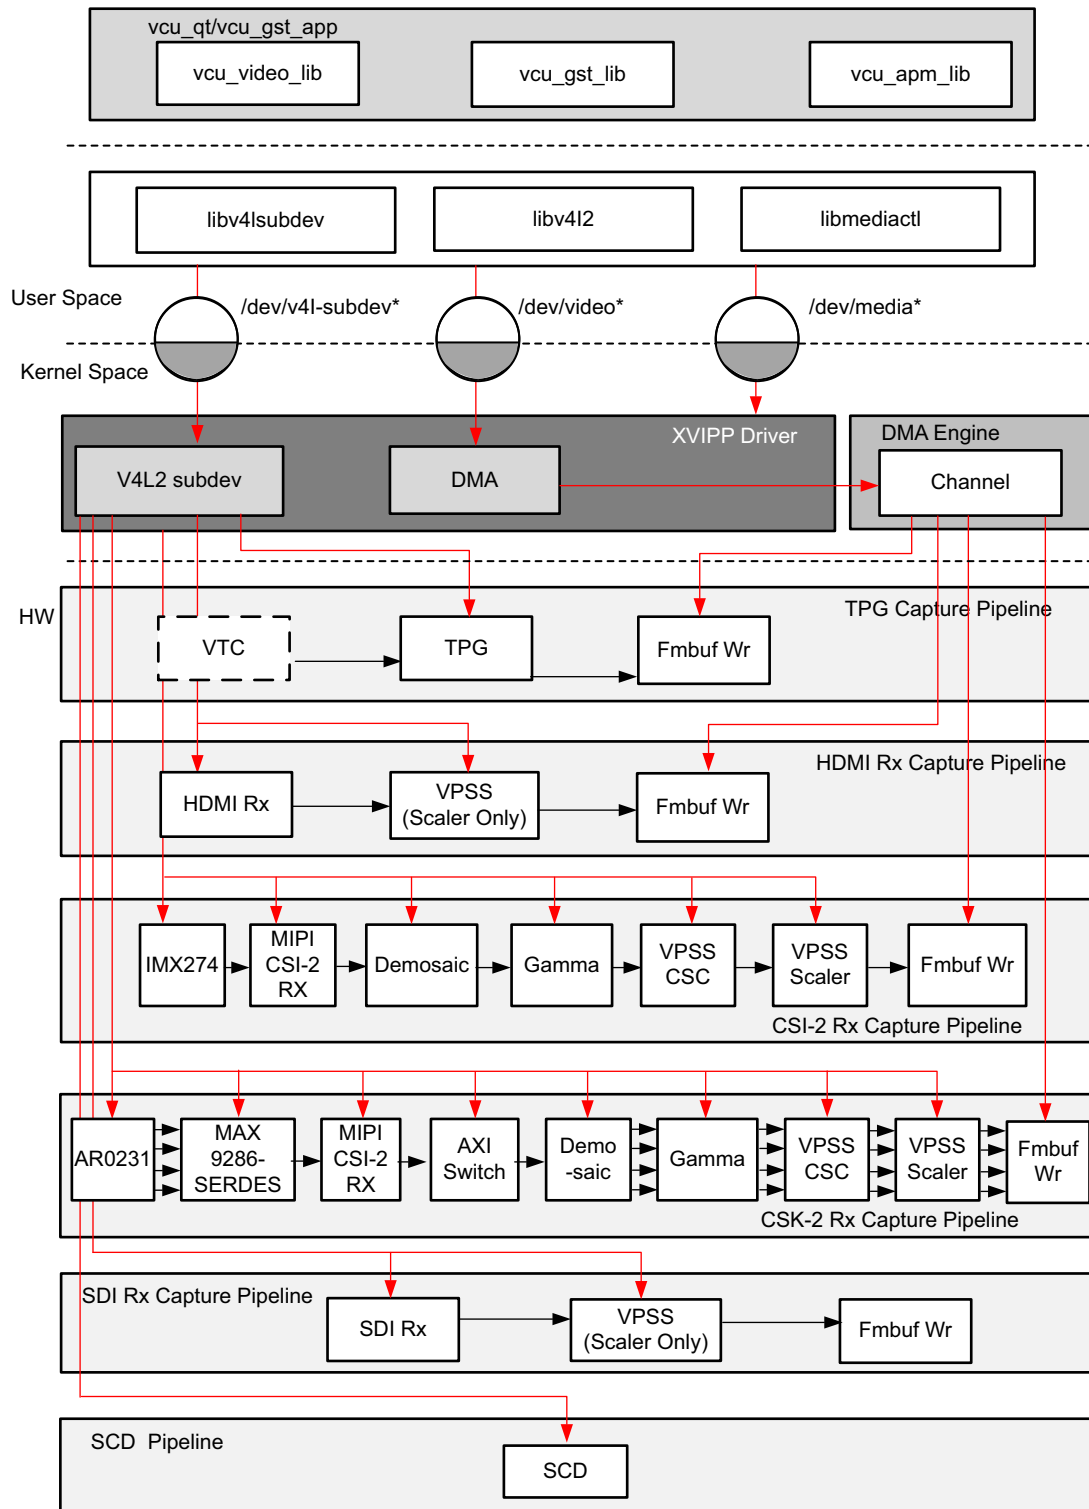 vcu_qt/vcu_gst_app
vcu_video_lib
vcu_gst_lib
vcu_apm_lib
libv4lsubdev
libv4l2
libmediactl
User Space
/dev/v4l-subdev*
/dev/video*
/dev/media*
Kernel Space
XVIPP Driver
DMA Engine
V4L2 subdev
DMA
Channel
HW
TPG Capture Pipeline
VTC
TPG
Fmbuf Wr
HDMI Rx Capture Pipeline
HDMI Rx
VPSS
(Scaler Only)
Fmbuf Wr
IMX274
MIPI
CSI-2
RX
Demosaic
Gamma
VPSS
CSC
VPSS
Scaler
Fmbuf Wr
CSI-2 Rx Capture Pipeline
AR0231
MAX
9286-
SERDES
MIPI
CSI-2
RX
AXI
Switch
Demo
-saic
Gamma
VPSS
CSC
VPSS
Scaler
Fmbuf
Wr
CSK-2 Rx Capture Pipeline
SDI Rx Capture Pipeline
SDI Rx
VPSS
(Scaler Only)
Fmbuf Wr
SCD  Pipeline
SCD